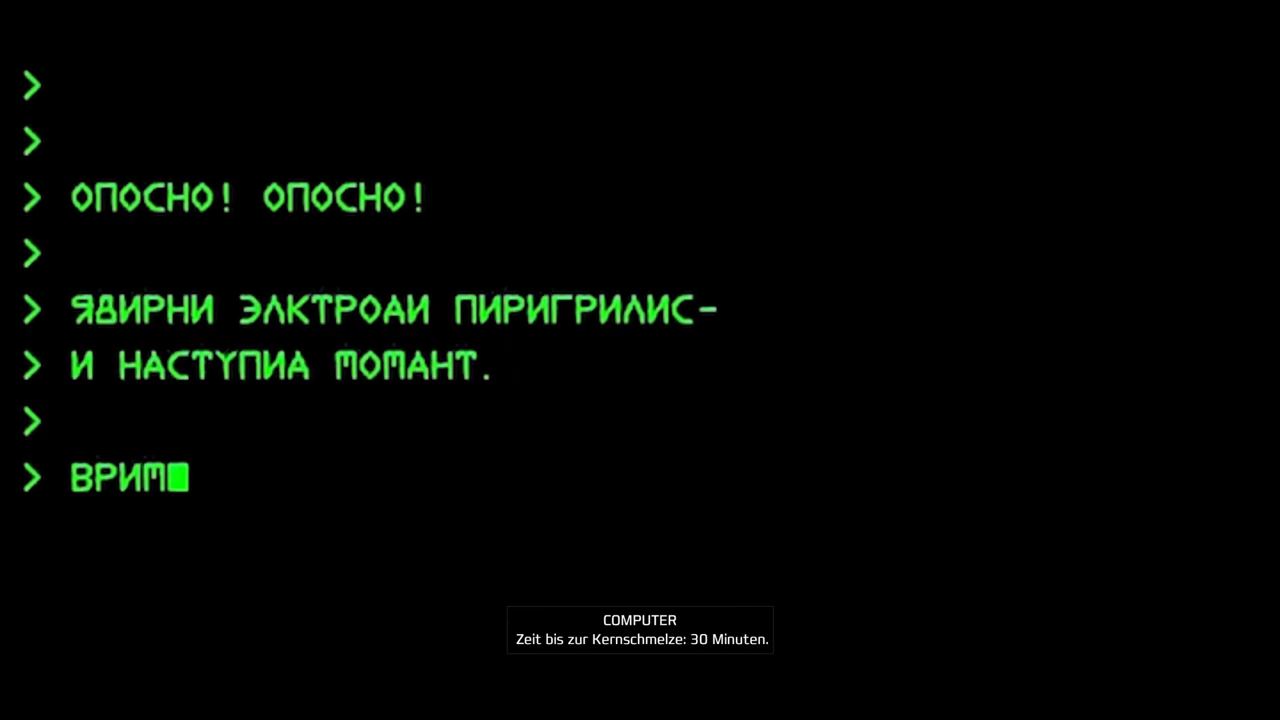 >
>
> ОПОСНО! ОПОСНО!
>
> ЯДИРНИ ЭЛКТРОАИ ПИРИГРИЛИС-
> И НАСТУПИА МОМАНТ.
>
> ВРИМ
COMPUTER
Zeit bis zur Kernschmelze: 30 Minuten.